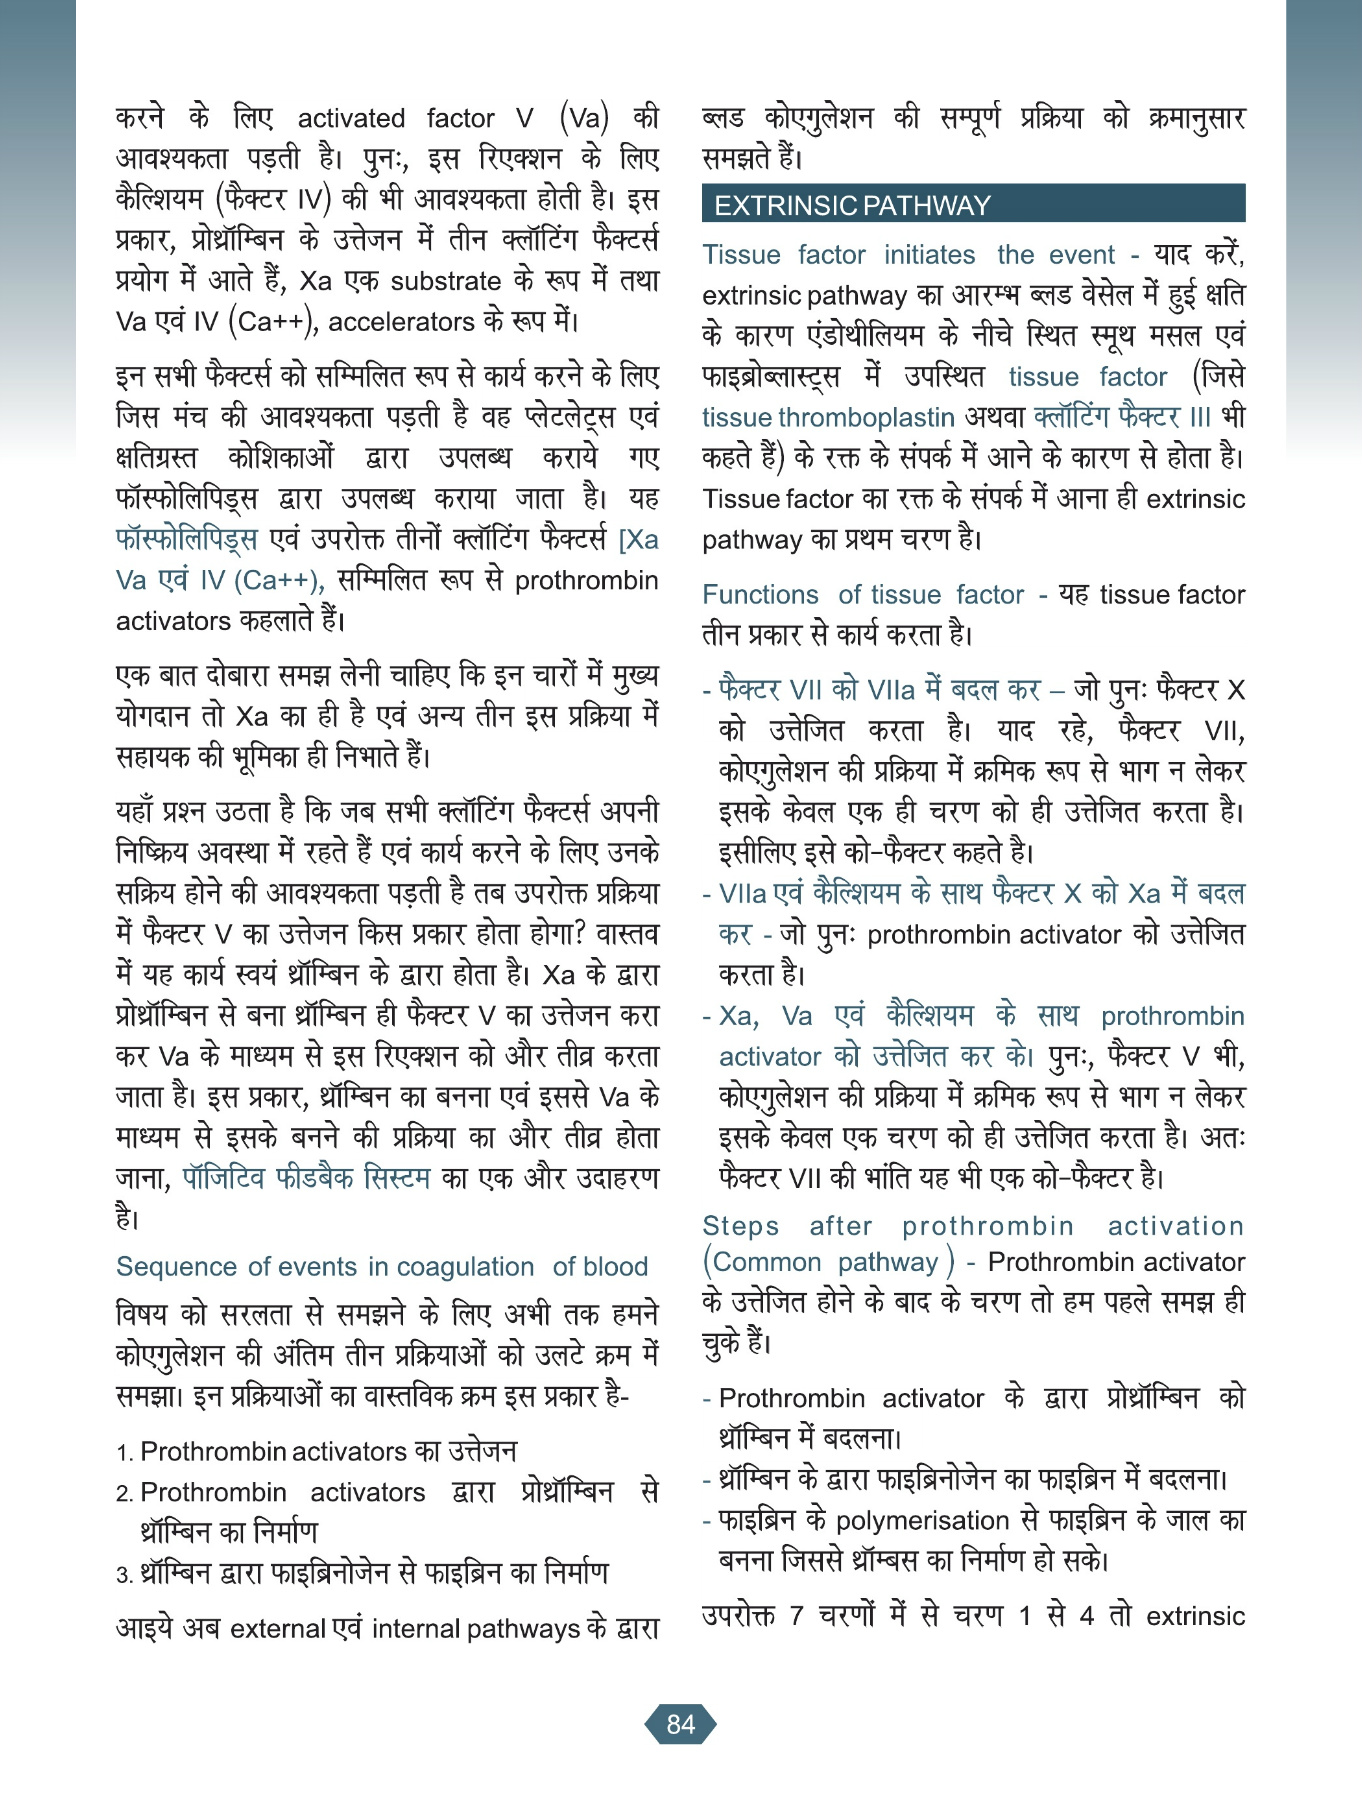 करने के लिए activated factor V (Va) की
आवश्यकता पड़ती है। पुनः, इस रिएक्शन के लिए
कैल्शियम (फैक्टर IV) की भी आवश्यकता होती है। इस
प्रकार, प्रोथ्रॉम्बिन के उत्तेजन में तीन क्लॉटिंग फैक्टर्स
प्रयोग में आते हैं, Xa एक substrate के रूप में तथा
Va एवं IV (Ca++), accelerators के रूप में।
इन सभी फैक्टर्स को सम्मिलित रूप से कार्य करने के लिए
जिस मंच की आवश्यकता पड़ती है वह प्लेटलेट्स एवं
क्षतिग्रस्त कोशिकाओं द्वारा उपलब्ध कराये गए
फॉस्फोलिपिड्स द्वारा उपलब्ध कराया जाता है। यह
फॉस्फोलिपिड्स एवं उपरोक्त तीनों क्लॉटिंग फैक्टर्स [Xa
Va एवं IV (Ca++), सम्मिलित रूप से prothrombin
activators कहलाते हैं।
एक बात दोबारा समझ लेनी चाहिए कि इन चारों में मुख्य
योगदान तो Xa का ही है एवं अन्य तीन इस प्रक्रिया में
सहायक की भूमिका ही निभाते हैं।
यहाँ प्रश्न उठता है कि जब सभी क्लॉटिंग फैक्टर्स अपनी
निष्क्रिय अवस्था में रहते हैं एवं कार्य करने के लिए उनके
सक्रिय होने की आवश्यकता पड़ती है तब उपरोक्त प्रक्रिया
में फैक्टर V का उत्तेजन किस प्रकार होता होगा? वास्तव
में यह कार्य स्वयं थ्रॉम्बिन के द्वारा होता है। Xa के द्वारा
प्रोथ्रॉम्बिन से बना थ्रॉम्बिन ही फैक्टर V का उत्तेजन करा
कर Va के माध्यम से इस रिएक्शन को और तीव्र करता
जाता है। इस प्रकार, थ्रॉम्बिन का बनना एवं इससे Va के
माध्यम से इसके बनने की प्रक्रिया का और तीव्र होता
जाना, पॉजिटिव फीडबैक सिस्टम का एक और उदाहरण
है।
Sequence of events in coagulation of blood
विषय को सरलता से समझने के लिए अभी तक हमने
कोएगुलेशन की अंतिम तीन प्रक्रियाओं को उलटे क्रम में
समझा। इन प्रक्रियाओं का वास्तविक क्रम इस प्रकार है-
1. Prothrombin activators का उत्तेजन
2. Prothrombin activators द्वारा प्रोथ्रॉम्बिन से
थ्रॉम्बिन का निर्माण
3. थ्रॉम्बिन द्वारा फाइब्रिनोजेन से फाइब्रिन का निर्माण
आइये अब external एवं internal pathways के द्वारा
ब्लड कोएगुलेशन की सम्पूर्ण प्रक्रिया को क्रमानुसार
समझते हैं।
EXTRINSIC PATHWAY
Tissue factor initiates the event - याद करें,
extrinsic pathway का आरम्भ ब्लड वेसेल में हुई क्षति
के कारण एंडोथीलियम के नीचे स्थित स्मूथ मसल एवं
फाइब्रोब्लास्ट्स में उपस्थित tissue factor (जिसे
tissue thromboplastin अथवा क्लॉटिंग फैक्टर III भी
कहते हैं) के रक्त के संपर्क में आने के कारण से होता है।
Tissue factor का रक्त के संपर्क में आना ही extrinsic
pathway का प्रथम चरण है।
Functions of tissue factor - यह tissue factor
तीन प्रकार से कार्य करता है।
- फैक्टर VII को VIIa में बदल कर – जो पुनः फैक्टर X
को उत्तेजित करता है। याद रहे, फैक्टर VII,
कोएगुलेशन की प्रक्रिया में क्रमिक रूप से भाग न लेकर
इसके केवल एक ही चरण को ही उत्तेजित करता है।
इसीलिए इसे को-फैक्टर कहते है।
- VIIa एवं कैल्शियम के साथ फैक्टर X को Xa में बदल
कर - जो पुनः prothrombin activator को उत्तेजित
करता है।
- Xa, Va एवं कैल्शियम के साथ prothrombin
activator को उत्तेजित कर के। पुनः, फैक्टर V भी,
कोएगुलेशन की प्रक्रिया में क्रमिक रूप से भाग न लेकर
इसके केवल एक चरण को ही उत्तेजित करता है। अतः
फैक्टर VII की भांति यह भी एक को-फैक्टर है।
Steps after prothrombin activation
(Common pathway ) - Prothrombin activator
के उत्तेजित होने के बाद के चरण तो हम पहले समझ ही
चुके हैं।
- Prothrombin activator के द्वारा प्रोथ्रॉम्बिन को
थ्रॉम्बिन में बदलना।
- थ्रॉम्बिन के द्वारा फाइब्रिनोजेन का फाइब्रिन में बदलना।
- फाइब्रिन के polymerisation से फाइब्रिन के जाल का
बनना जिससे थ्रॉम्बस का निर्माण हो सके।
उपरोक्त 7 चरणों में से चरण 1 से 4 तो extrinsic
84